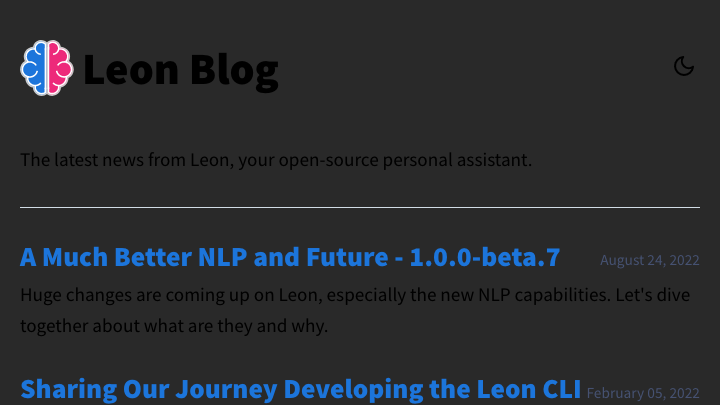 Leon Blog
The latest news from Leon, your open-source personal assistant.
A Much Better NLP and Future - 1.0.0-beta.7
August 24, 2022
Huge changes are coming up on Leon, especially the new NLP capabilities. Let's dive
together about what are they and why.
Sharing Our Journey Developing the Leon CLI
February 05, 2022